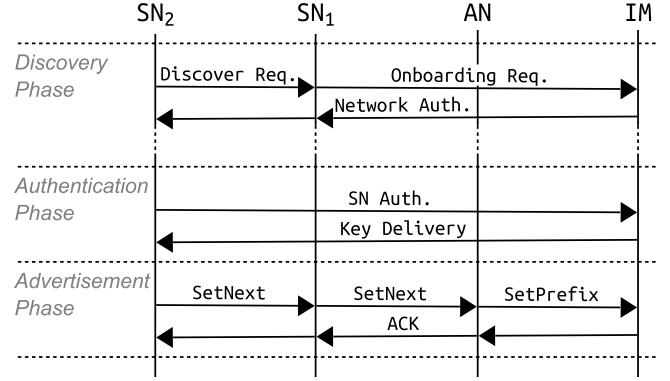 SN2 SN1 AN IM
Discovery
Phase
Discover Req. Onboarding Req.
Network Auth.
Authentication
Phase
SN Auth.
Key Delivery
Advertisement
Phase
SetNext SetNext SetPrefix
ACK